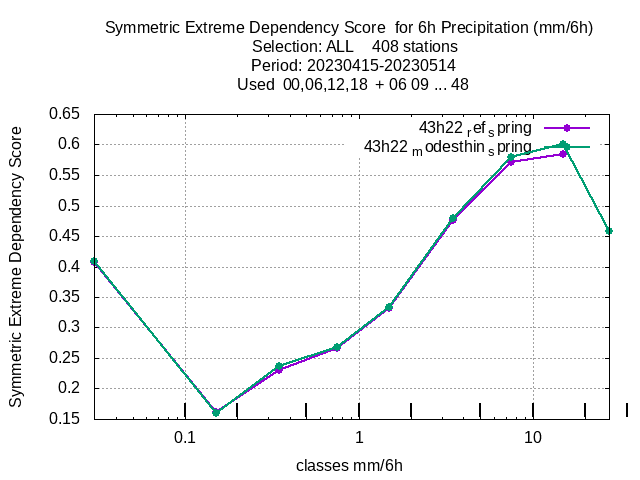 Symmetric Extreme Dependency Score  for 6h Precipitation (mm/6h)
Selection: ALL    408 stations
Period: 20230415-20230514
Used  00,06,12,18  + 06 09 ... 48
43h22 ref spring
43h22 modesthin spring
Symmetric Extreme Dependency Score
0.65
0.6
0.55
0.5
0.45
0.4
0.35
0.3
0.25
0.2
0.15
0.1
1
10
classes mm/6h